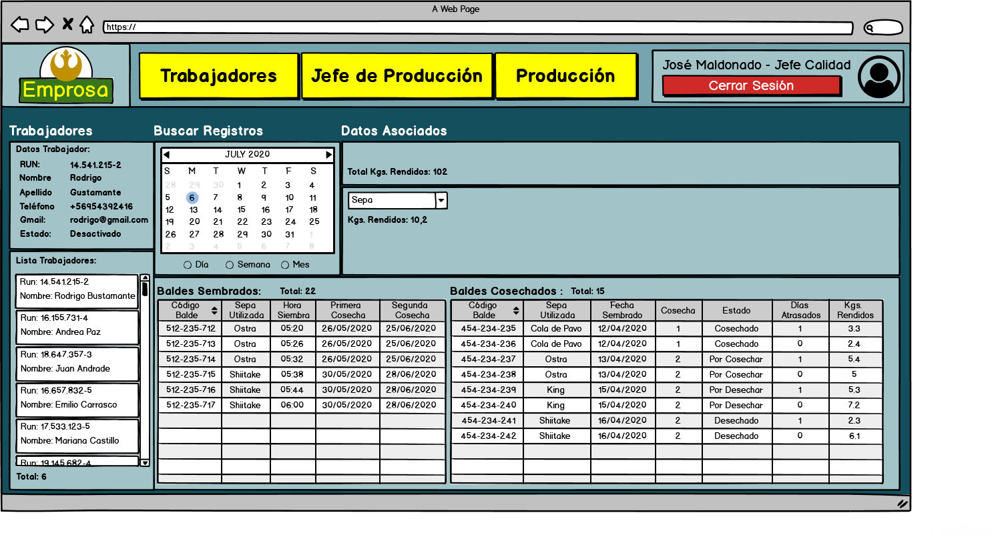 A Web Page
https://
Emprosa
Trabajadores
Jefe de Producción
Producción
José Maldonado - Jefe Calidad
Cerrar Sesión
Trabajadores
Datos Trabajador:
RUN: 14.541.215-2
Nombre Rodrigo
Apellido Gustamante
Teléfono +56954392416
Gmail: rodrigo@gmail.com
Estado: Desactivado
Lista Trabajadores:
Run: 14.541.215-2
Nombre: Rodrigo Bustamante
Run: 16.155.731-4
Nombre: Andrea Paz
Run: 18.647.357-3
Nombre: Juan Andrade
Run: 16.657.832-5
Nombre: Emilio Carrasco
Run: 17.533.123-5
Nombre: Mariana Castillo
Run: 19.145.682-4
Total: 6
Buscar Registros
JULY 2020
S M T W T F S
28 29 30 1 2 3 4
5 6 7 8 9 10 11
12 13 14 15 16 17 18
19 20 21 22 23 24 25
26 27 28 29 30 31 1
2 3 4 5 6 7 8
Día Semana Mes
Datos Asociados
Total Kgs. Rendidos: 102
Sepa
Kgs. Rendidos: 10,2
Baldes Sembrados: Total: 22
Código Sepa Hora Primera Segunda
Balde Utilizada Siembra Cosecha Cosecha
512-235-712 Ostra 05:20 26/05/2020 25/06/2020
512-235-713 Ostra 05:26 26/05/2020 25/06/2020
512-235-714 Ostra 05:32 26/05/2020 25/06/2020
512-235-715 Shiitake 05:38 30/05/2020 28/06/2020
512-235-716 Shiitake 05:44 30/05/2020 28/06/2020
512-235-717 Shiitake 06:00 30/05/2020 28/06/2020
Baldes Cosechados : Total: 15
Código Sepa Fecha Cosecha Estado Días Kgs.
Balde Utilizada Sembrado Atrasados Rendidos
454-234-235 Cola de Pavo 12/04/2020 1 Cosechado 1 3.3
454-234-236 Cola de Pavo 12/04/2020 1 Cosechado 0 2.4
454-234-237 Ostra 13/04/2020 2 Por Cosechar 1 5.4
454-234-238 Ostra 13/04/2020 2 Por Cosechar 0 5
454-234-239 King 15/04/2020 2 Por Desechar 1 5.3
454-234-240 King 15/04/2020 2 Por Desechar 0 7.2
454-234-241 Shiitake 16/04/2020 2 Desechado 1 2.3
454-234-242 Shiitake 16/04/2020 2 Desechado 0 6.1